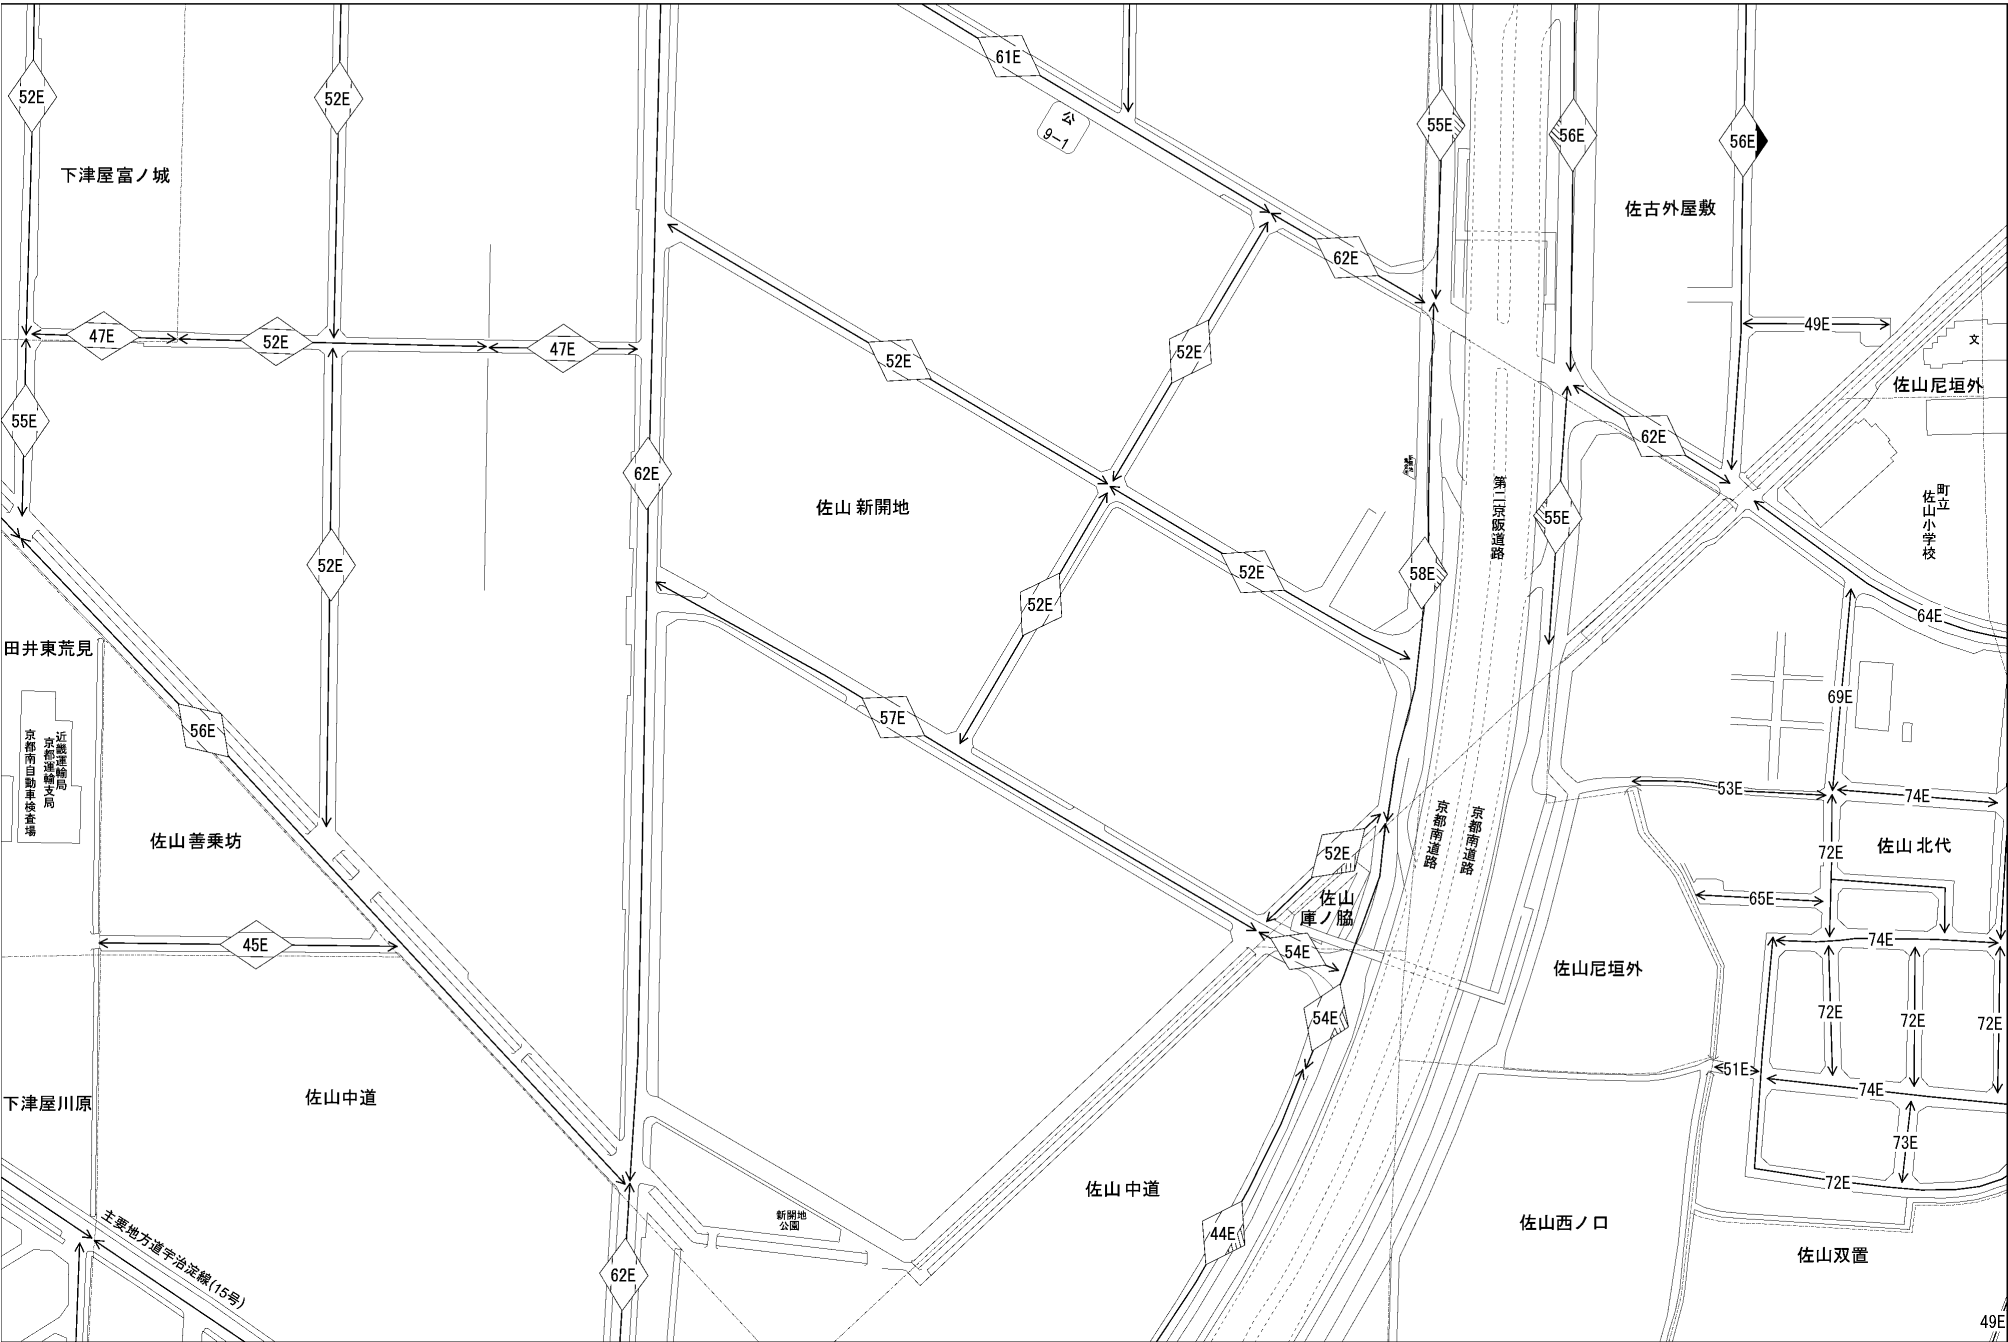 61E
52E
52E
公
9-1
55E
56E
56E
下津屋富ノ城
佐古外屋敷
62E
49E
47E
52E
47E
文
52E
52E
佐山尼垣外
55E
62E
62E
佐山新開地
第二京阪道路
55E
町立
佐山小学校
52E
52E
58E
52E
64E
田井東荒見
69E
57E
56E
近畿運輸局
京都運輸支局
京都南自動車検査場
53E
74E
京都南道路
京都南道路
佐山善乗坊
52E
72E
佐山北代
佐山
庫ノ脇
65E
45E
54E
74E
佐山尼垣外
54E
72E
72E
72E
51E
74E
下津屋川原
佐山中道
73E
佐山中道
72E
主要地方道宇治淀線(15号)
新開地
公園
44E
佐山西ノ口
佐山双置
62E
49E